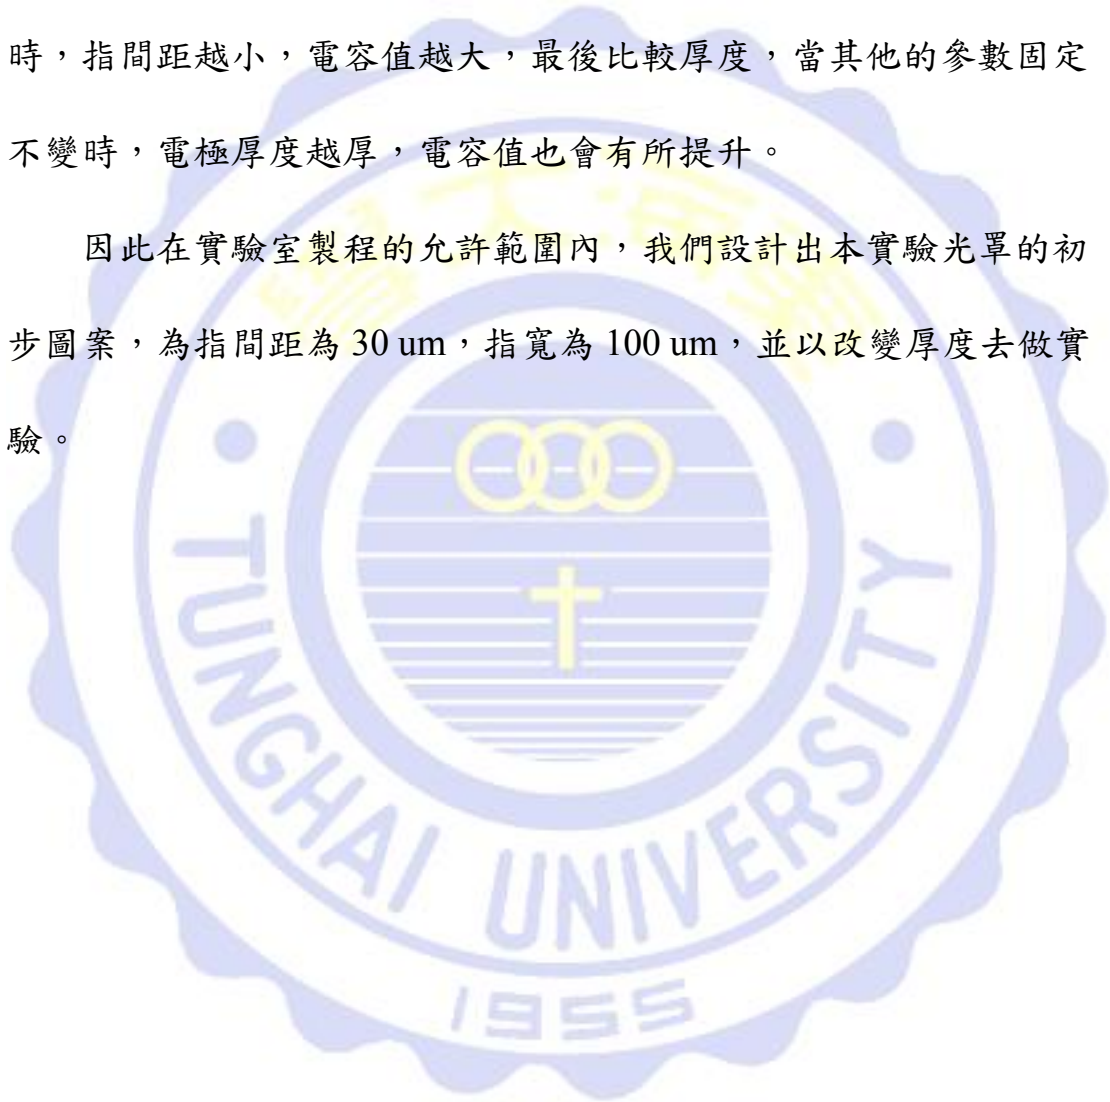 時，指間距越小，電容值越大，最後比較厚度，當其他的參數固定
不變時，電極厚度越厚，電容值也會有所提升。
因此在實驗室製程的允許範圍內，我們設計出本實驗光罩的初
步圖案，為指間距為 30 um，指寬為 100 um，並以改變厚度去做實
驗。
TUNGHAI UNIVERSITY
1955